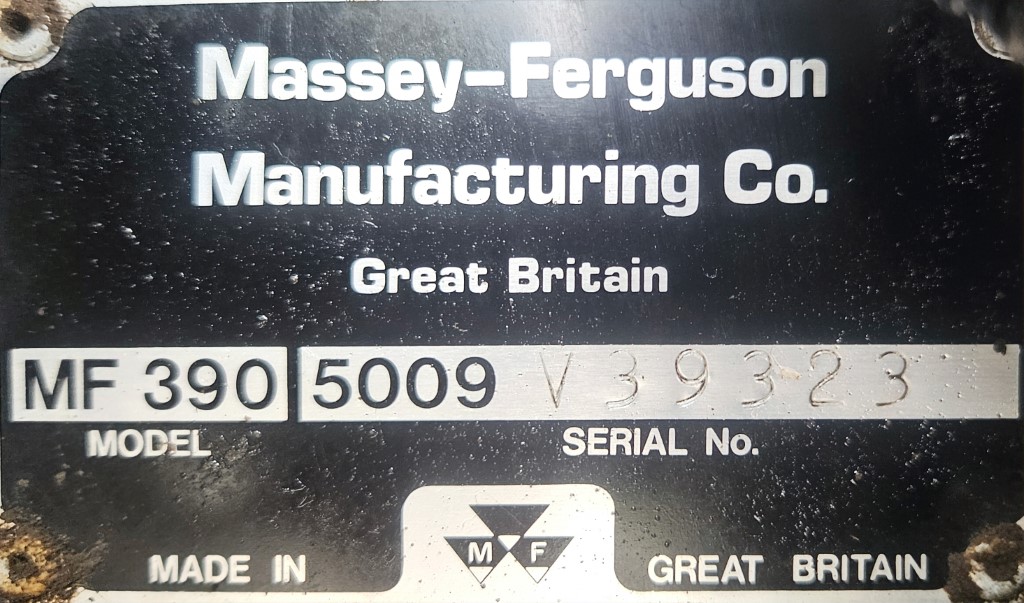 Massey-Ferguson
Manufacturing Co.
Great Britain
MF 390 5009 V39323
MODEL SERIAL No.
M F
MADE IN GREAT BRITAIN